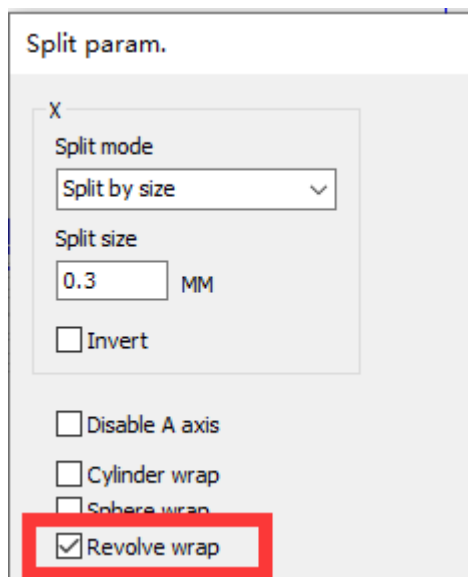 Split param.
X
Split mode
Split by size
Split size
0.3 MM
Invert
Disable A axis
Cylinder wrap
Sphere wrap
Revolve wrap